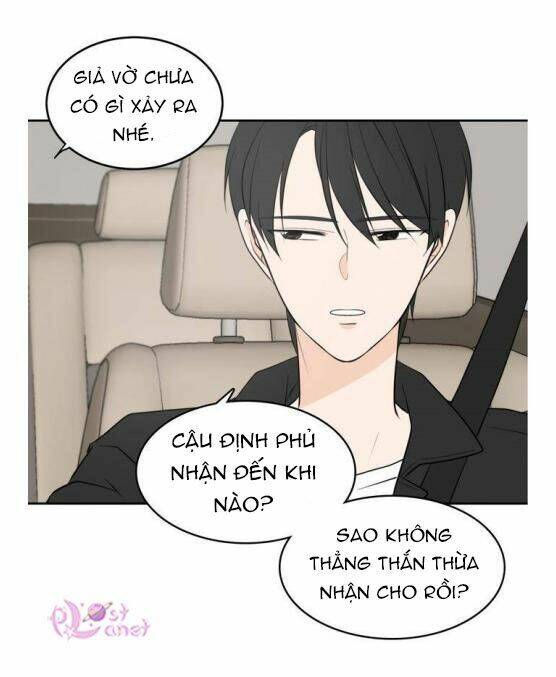 GIẢ VỜ CHƯA
CÓ GÌ XẢY RA
NHÉ.
CẬU ĐỊNH PHỦ
NHẬN ĐẾN KHI
NÀO?
SAO KHÔNG
THẲNG THẮN THỪA
NHẬN CHO RỒI?
Lost
Planet